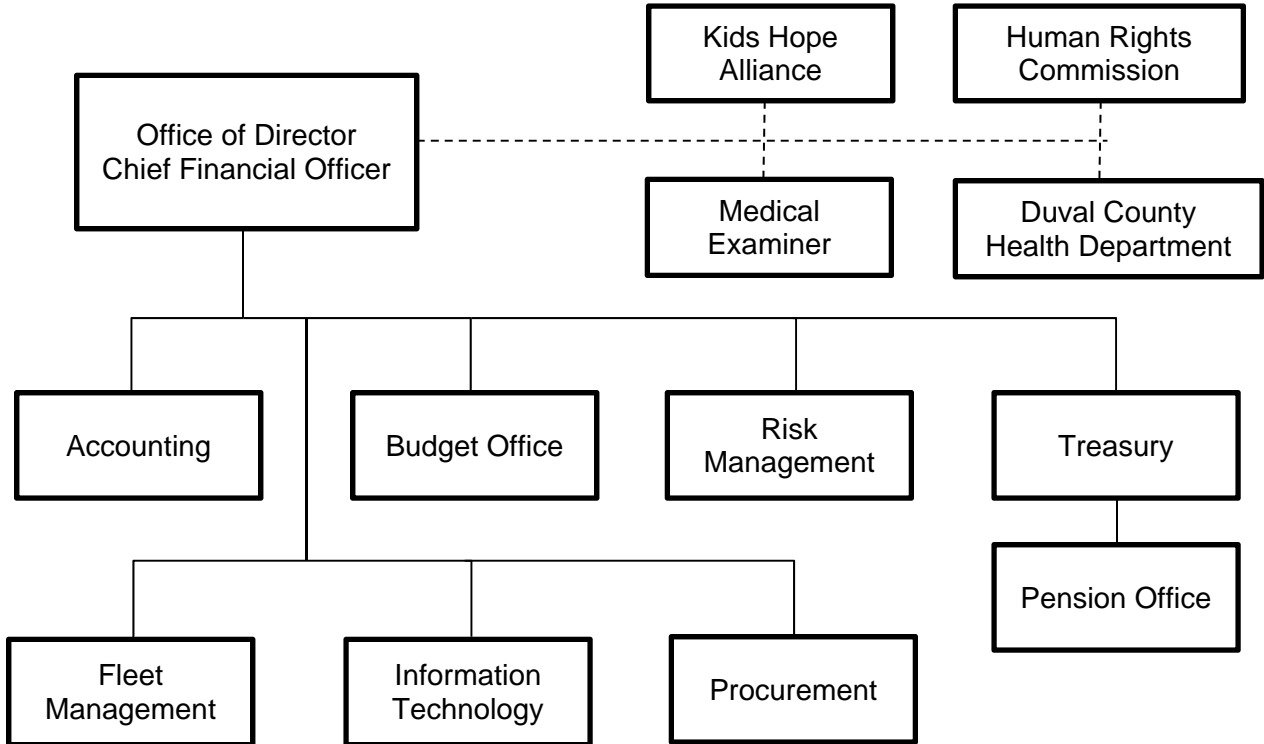 Kids Hope
Alliance
Human Rights
Commission
Office of Director
Chief Financial Officer
Medical
Examiner
Duval County
Health Department
Accounting
Budget Office
Risk
Management
Treasury
Pension Office
Fleet
Management
Information
Technology
Procurement